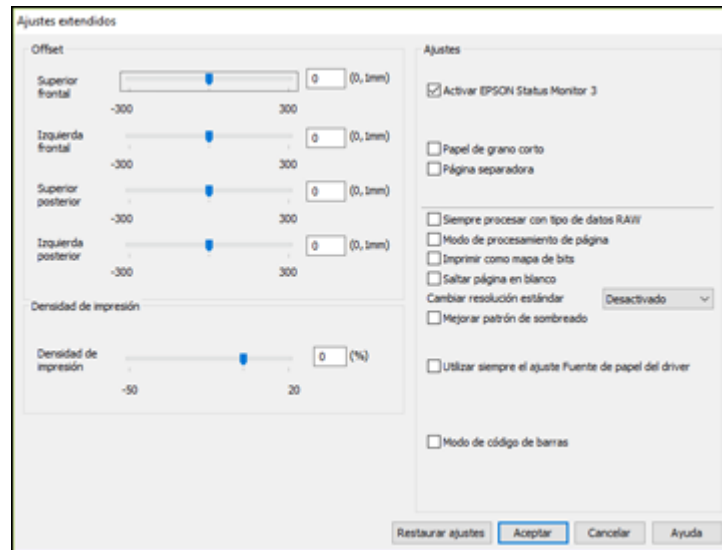 Ajustes extendidos
Offset
Superior
frontal
0 (0,1mm)
-300 300
Izquierda
frontal
0 (0,1mm)
-300 300
Superior
posterior
0 (0,1mm)
-300 300
Izquierda
posterior
0 (0,1mm)
-300 300
Densidad de impresión
Densidad de
impresión
0 (%)
-50 20
Ajustes
Activar EPSON Status Monitor 3
Papel de grano corto
Página separadora
Siempre procesar con tipo de datos RAW
Modo de procesamiento de página
Imprimir como mapa de bits
Saltar página en blanco
Cambiar resolución estándar Desactivado
Mejorar patrón de sombreado
Utilizar siempre el ajuste Fuente de papel del driver
Modo de código de barras
Restaurar ajustes Aceptar Cancelar Ayuda